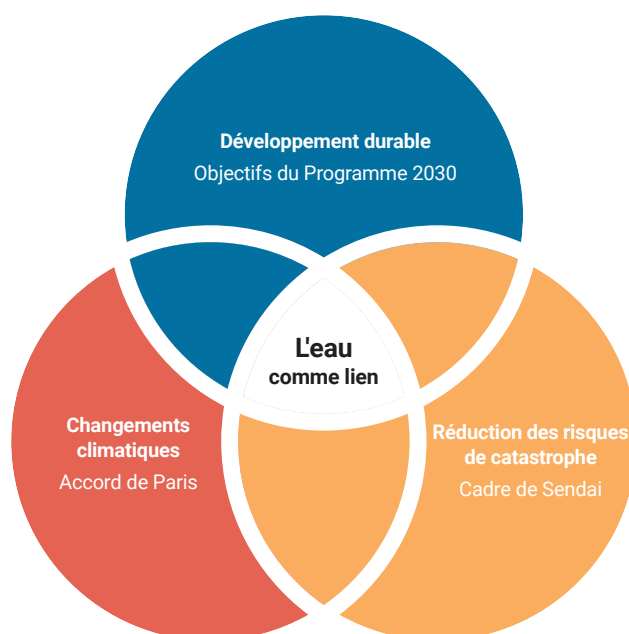 Développement durable
Objectifs du Programme 2030
L'eau
comme lien
Changements
climatiques
Accord de Paris
Réduction des risques
de catastrophe
Cadre de Sendai